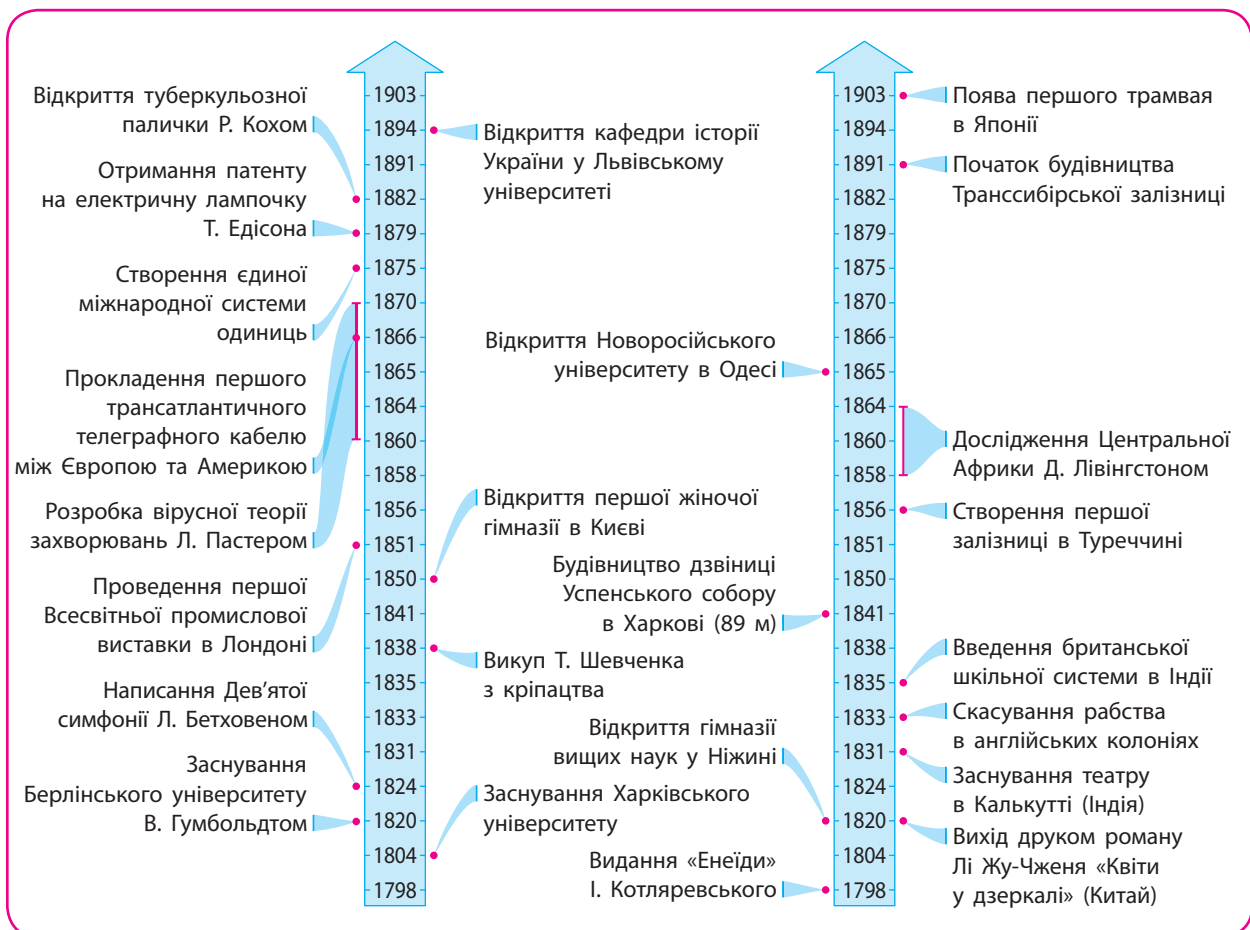 Відкриття туберкульозної
палички Р. Кохом
Отримання патенту
на електричну лампочку
Т. Едісона
Створення єдиної
міжнародної системи
одиниць
Прокладення першого
трансатлантичного
телеграфного кабелю
між Європою та Америкою
Розробка вірусної теорії
захворювань Л. Пастером
Проведення першої
Всесвітньої промислової
виставки в Лондоні
Написання Дев’ятої
симфонії Л. Бетховеном
Заснування
Берлінського університету
В. Гумбольдтом
1903
1894
1891
1882
1879
1875
1870
1866
1865
1864
1860
1858
1856
1851
1850
1841
1838
1835
1833
1831
1824
1820
1804
1798
Відкриття кафедри історії
України у Львівському
університеті
Відкриття першої жіночої
гімназії в Києві
Викуп Т. Шевченка
з кріпацтва
Заснування Харківського
університету
Відкриття Новоросійського
університету в Одесі
Будівництво дзвіниці
Успенського собору
в Харкові (89 м)
Відкриття гімназії
вищих наук у Ніжині
Видання «Енеїди»
І. Котляревського
1903
1894
1891
1882
1879
1875
1870
1866
1865
1864
1860
1858
1856
1851
1850
1841
1838
1835
1833
1831
1824
1820
1804
1798
Поява першого трамвая
в Японії
Початок будівництва
Транссибірської залізниці
Дослідження Центральної
Африки Д. Лівінгстоном
Створення першої
залізниці в Туреччині
Введення британської
шкільної системи в Індії
Скасування рабства
в англійських колоніях
Заснування театру
в Калькутті (Індія)
Вихід друком роману
Лі Жу-Чженя «Квіти
у дзеркалі» (Китай)